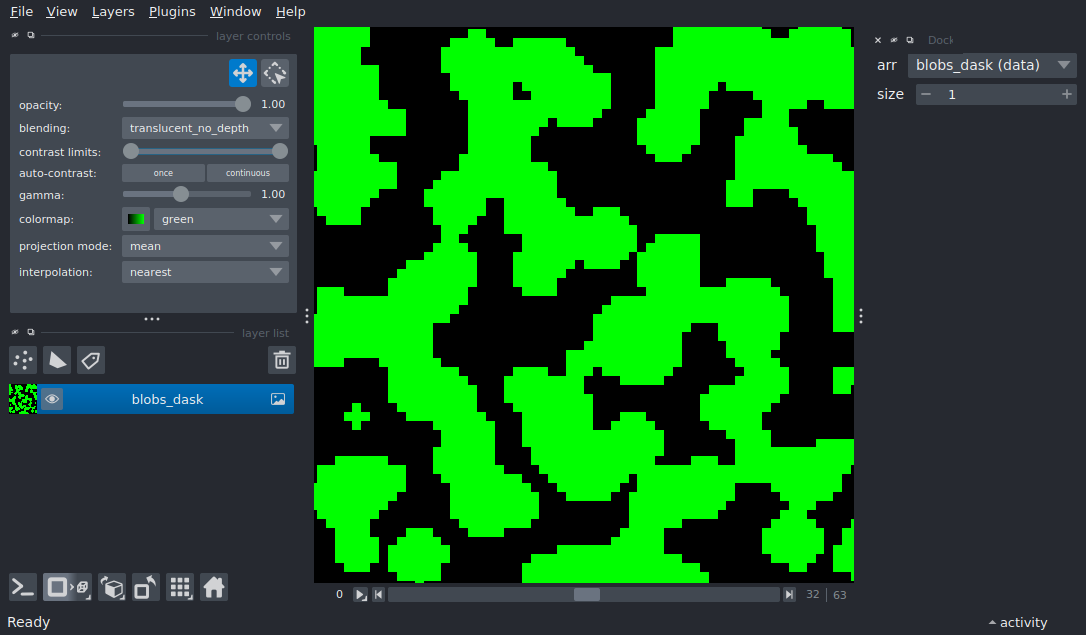 File View Layers Plugins Window Help
layer controls
opacity: 1.00
blending: translucent_no_depth
contrast limits:
auto-contrast: once continuous
gamma: 1.00
colormap: green
projection mode: mean
interpolation: nearest
layer list
blobs_dask
0 32 63
Dock
arr blobs_dask (data)
size 1
Ready
activity